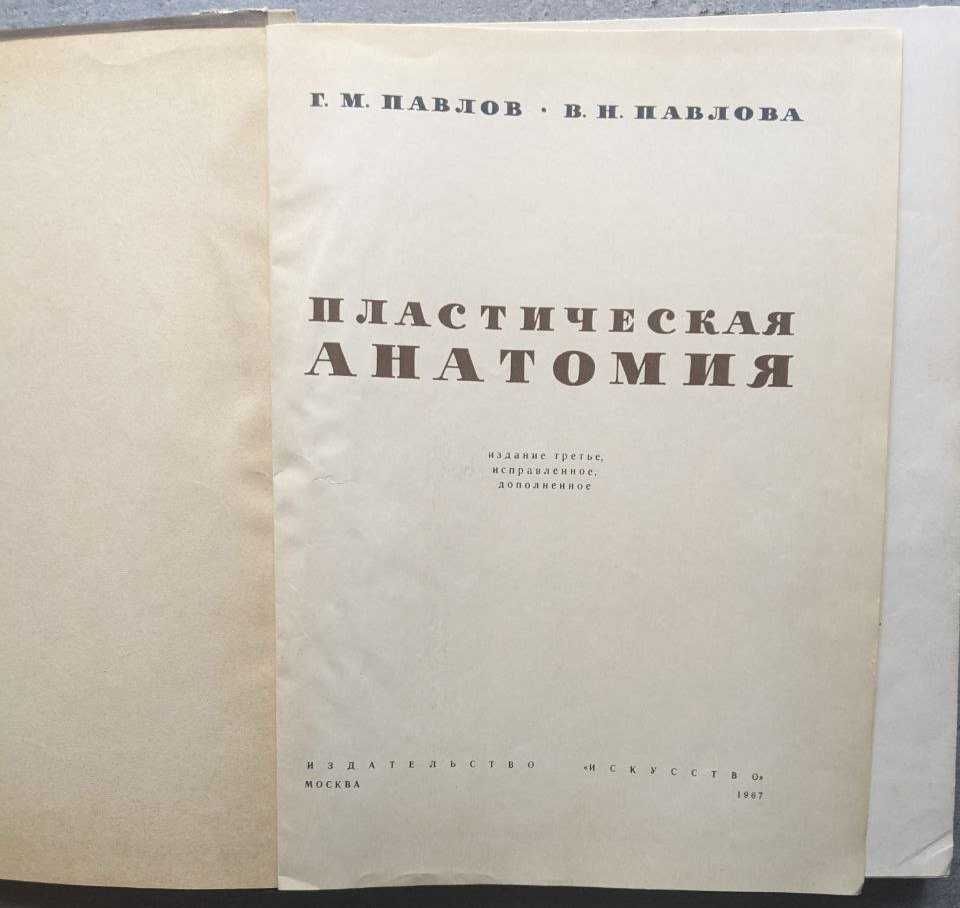 Г. М. ПАВЛОВ · В. Н. ПАВЛОВА
ПЛАСТИЧЕСКАЯ
АНАТОМИЯ
издание третье,
исправленное,
дополненное
ИЗДАТЕЛЬСТВО «ИСКУССТВО»
МОСКВА 1967